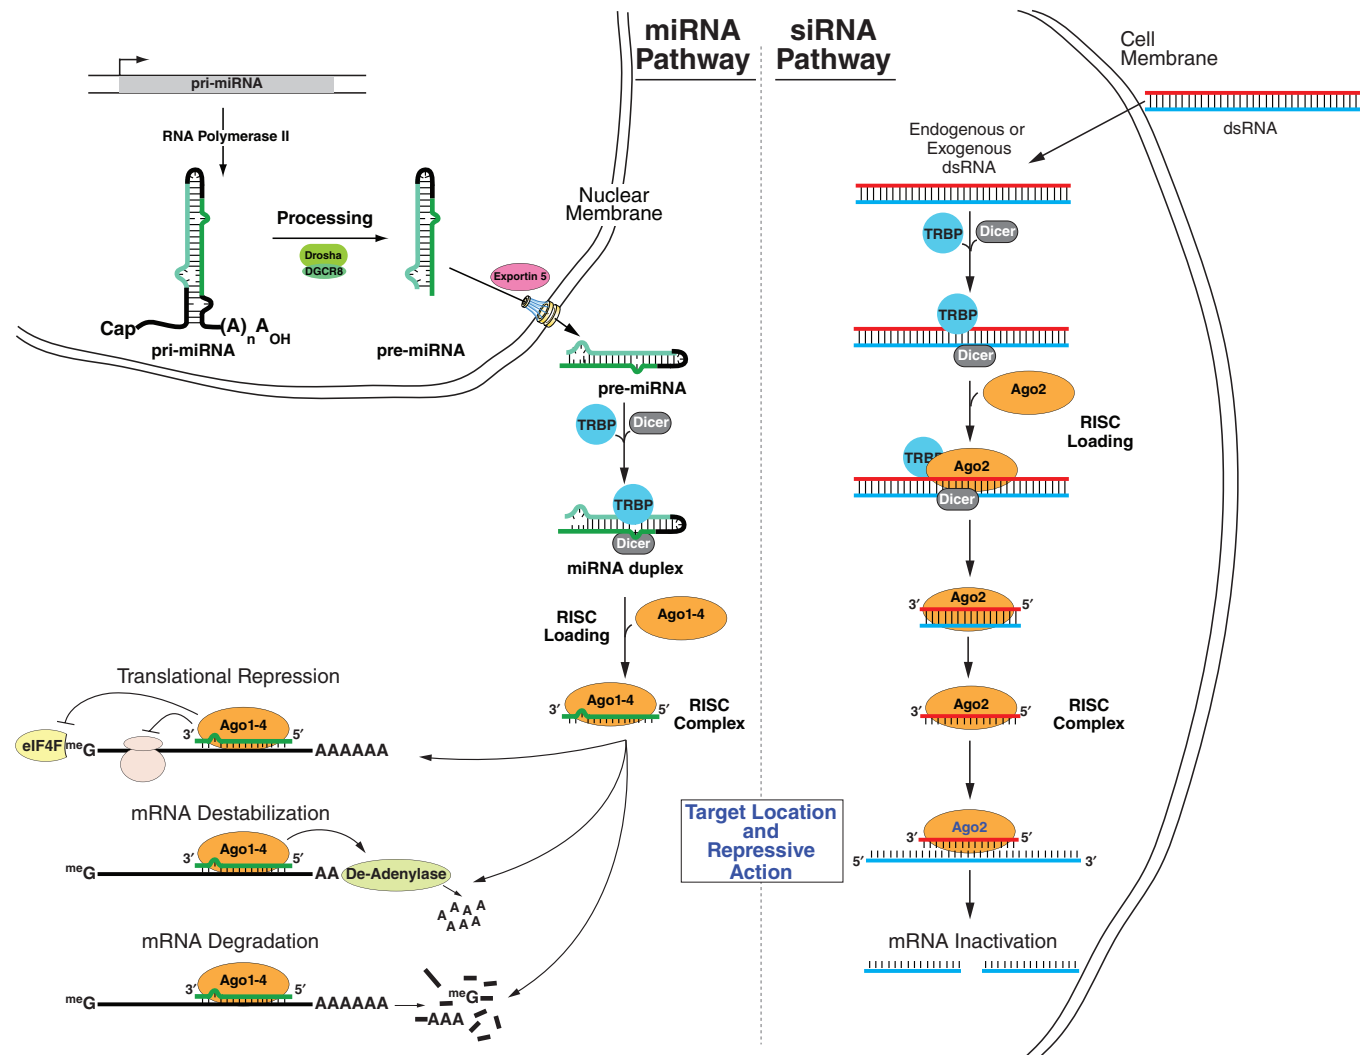 miRNA
Pathway
siRNA
Pathway
pri-miRNA
RNA Polymerase II
Processing
Drosha
DGCR8
Cap
(A)n AOH
pri-miRNA
pre-miRNA
Exportin 5
Nuclear
Membrane
pre-miRNA
TRBP
Dicer
TRBP
Dicer
miRNA duplex
RISC
Loading
Ago1-4
Ago1-4
3′
5′
RISC
Complex
Translational Repression
Ago1-4
3′
5′
eIF4F
meG
AAAAAA
mRNA Destabilization
Ago1-4
3′
5′
meG
AA
De-Adenylase
A A A A
A A A
mRNA Degradation
Ago1-4
3′
5′
meG
AAAAAA
meG
AAA
Cell
Membrane
dsRNA
Endogenous or
Exogenous
dsRNA
TRBP
Dicer
TRBP
Dicer
Ago2
RISC
Loading
TRBP
Ago2
Dicer
Ago2
3′
5′
Ago2
3′
5′
RISC
Complex
Target Location
and
Repressive
Action
Ago2
3′
5′
5′
3′
mRNA Inactivation